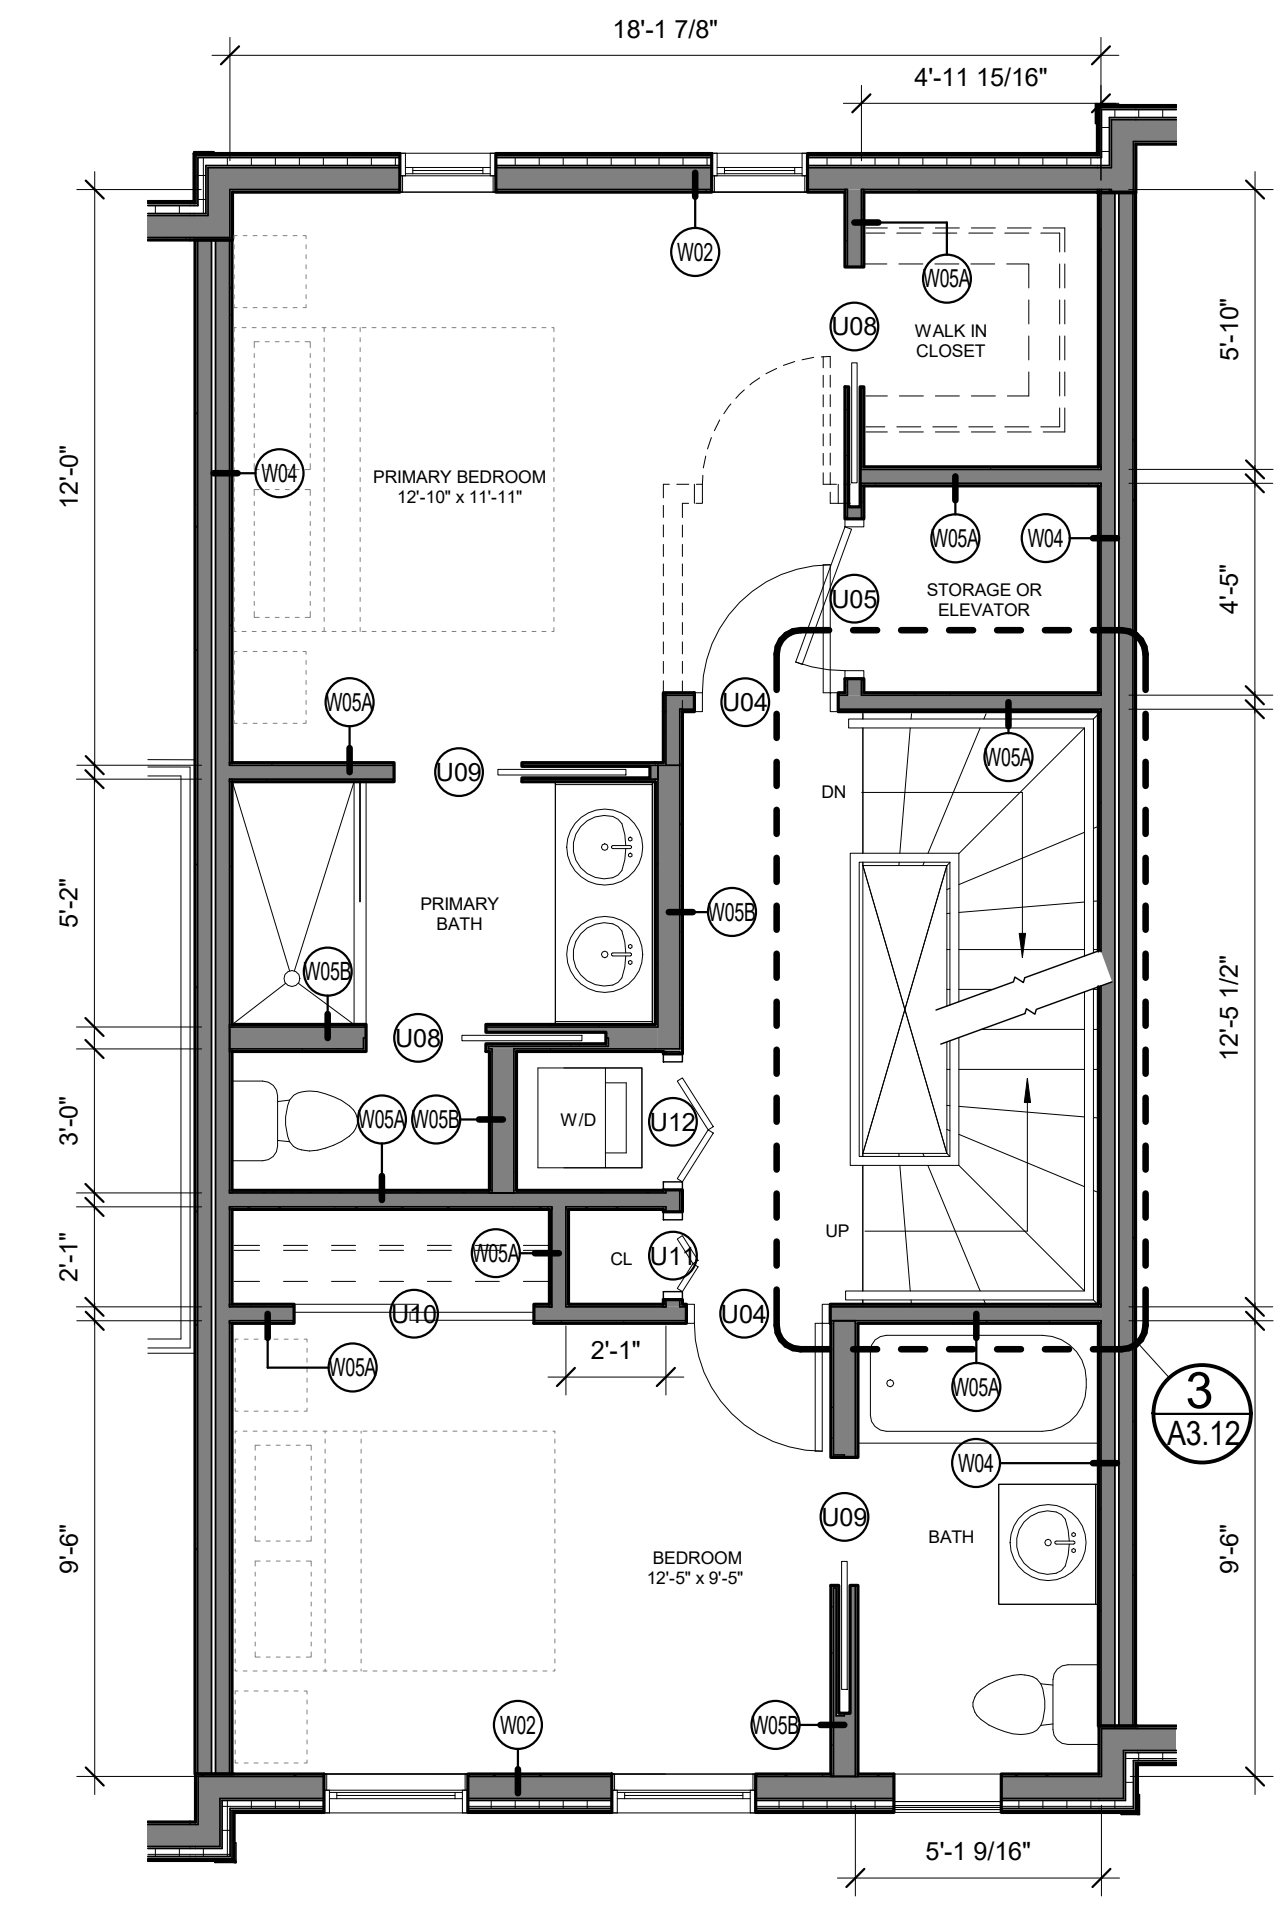 18'-1 7/8"
4'-11 15/16"
W02
W05A
U08
WALK IN
CLOSET
5'-10"
12'-0"
W04
PRIMARY BEDROOM
12'-10" x 11'-11"
W05A
W04
STORAGE OR
ELEVATOR
U05
4'-5"
W05A
U04
W05A
U09
DN
5'-2"
PRIMARY
BATH
W05B
W05B
U08
12'-5 1/2"
3'-0"
W05A
W05B
W/D
U12
2'-1"
W05A
CL
U11
UP
U10
U04
W05A
2'-1"
W05A
3
A3.12
W04
9'-6"
U09
BATH
BEDROOM
12'-5" x 9'-5"
9'-6"
W02
W05B
5'-1 9/16"